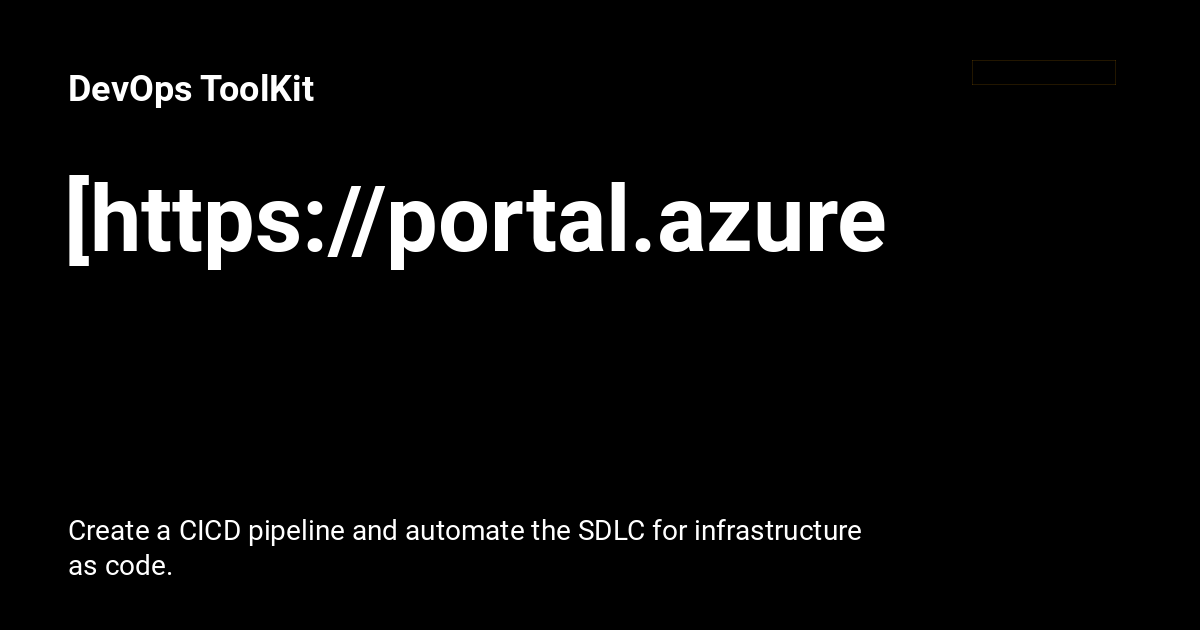 DevOps ToolKit
[https://portal.azure
Create a CICD pipeline and automate the SDLC for infrastructure
as code.